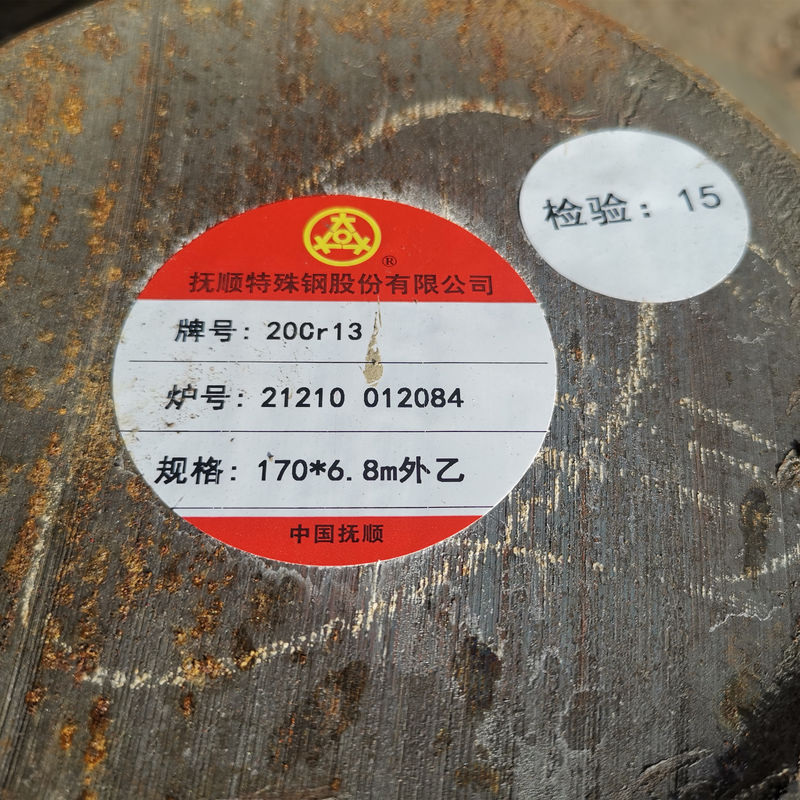 检验: 15
大
®
抚顺特殊钢股份有限公司
牌号: 20Cr13
炉号: 21210 012084
规格: 170*6.8m外乙
中国抚顺